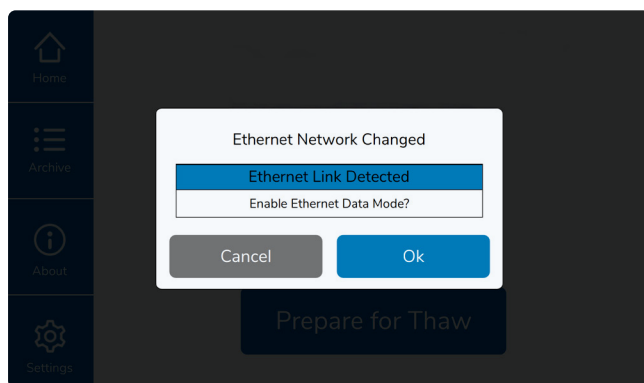 Home
Archive
About
Settings
Ethernet Network Changed
Ethernet Link Detected
Enable Ethernet Data Mode?
Cancel
Ok
Prepare for Thaw